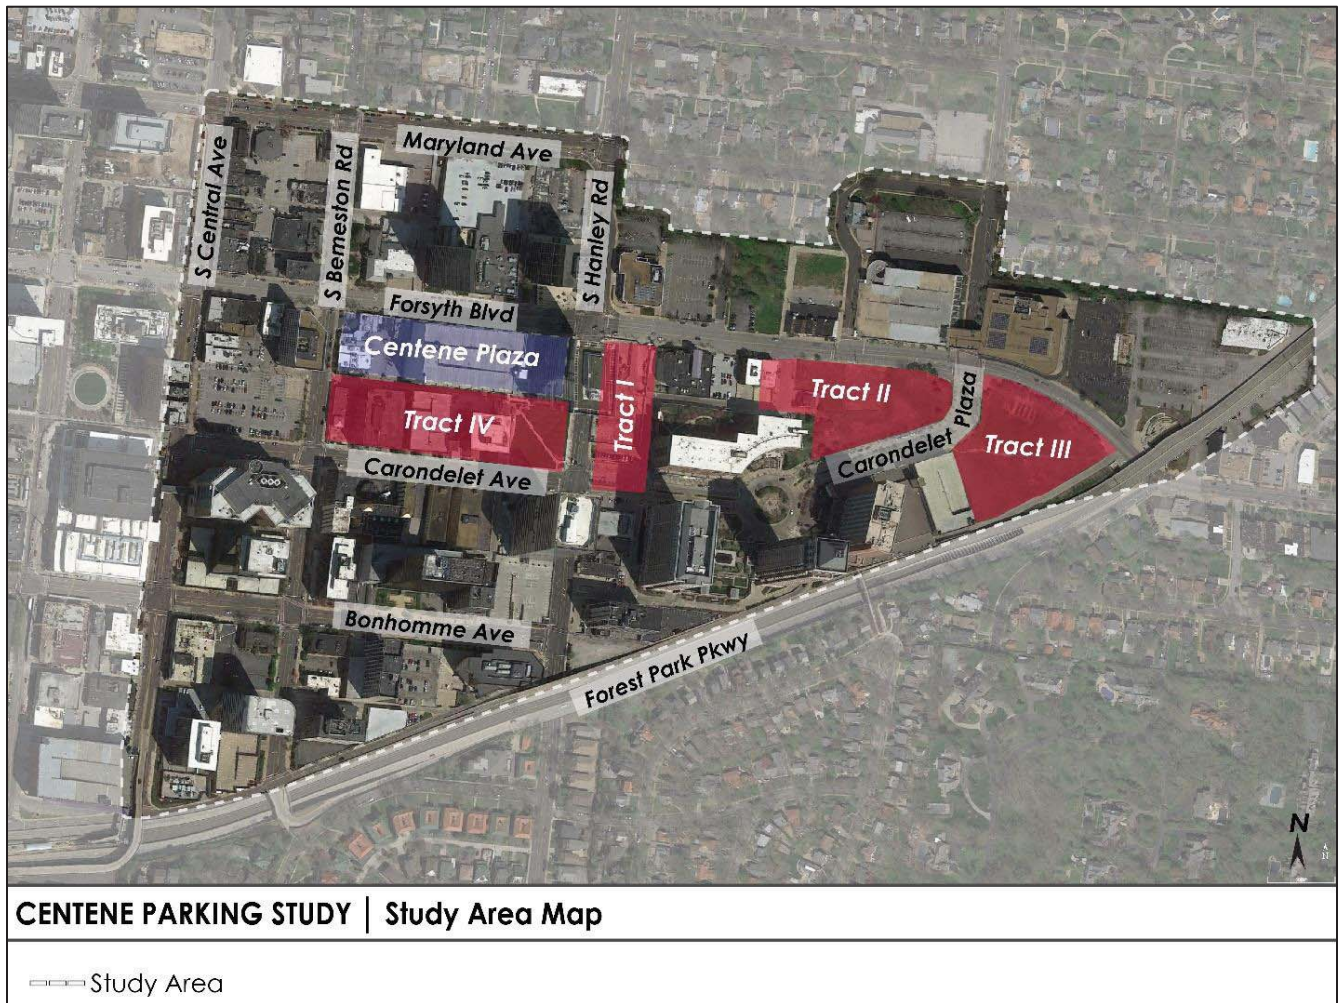 Maryland Ave
S Central Ave
S Bemeston Rd
S Hanley Rd
Forsyth Blvd
Centene Plaza
Tract I
Tract II
Carondelet Plaza
Tract III
Tract IV
Carondelet Ave
Bonhomme Ave
Forest Park Pkwy
N
CENTENE PARKING STUDY | Study Area Map
Study Area